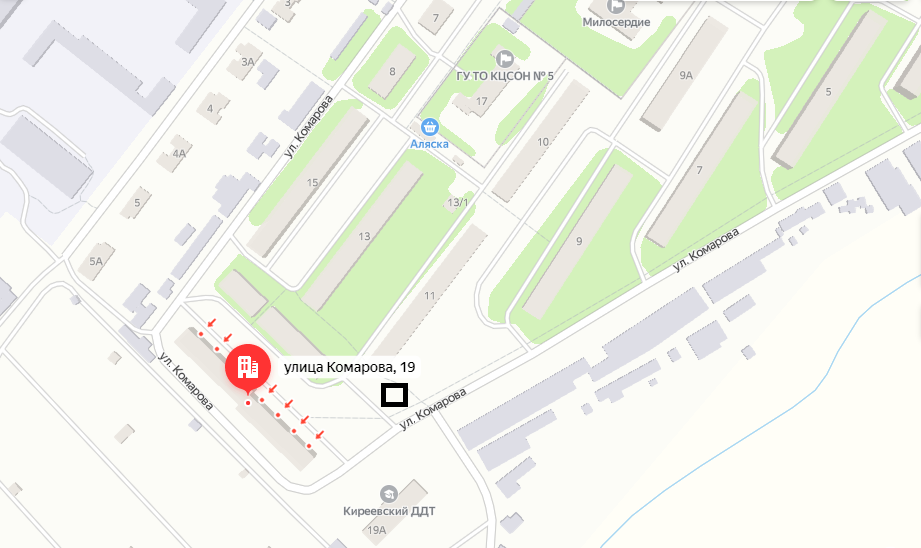 7
Милосердие
3А
8
ГУ ТО КЦСОН № 5
9А
5
17
4
ул. Комарова
Аляска
10
4А
15
7
5
13/1
13
9
ул. Комарова
5А
11
улица Комарова, 19
ул. Комарова
ул. Комарова
Киреевский ДДТ
19А